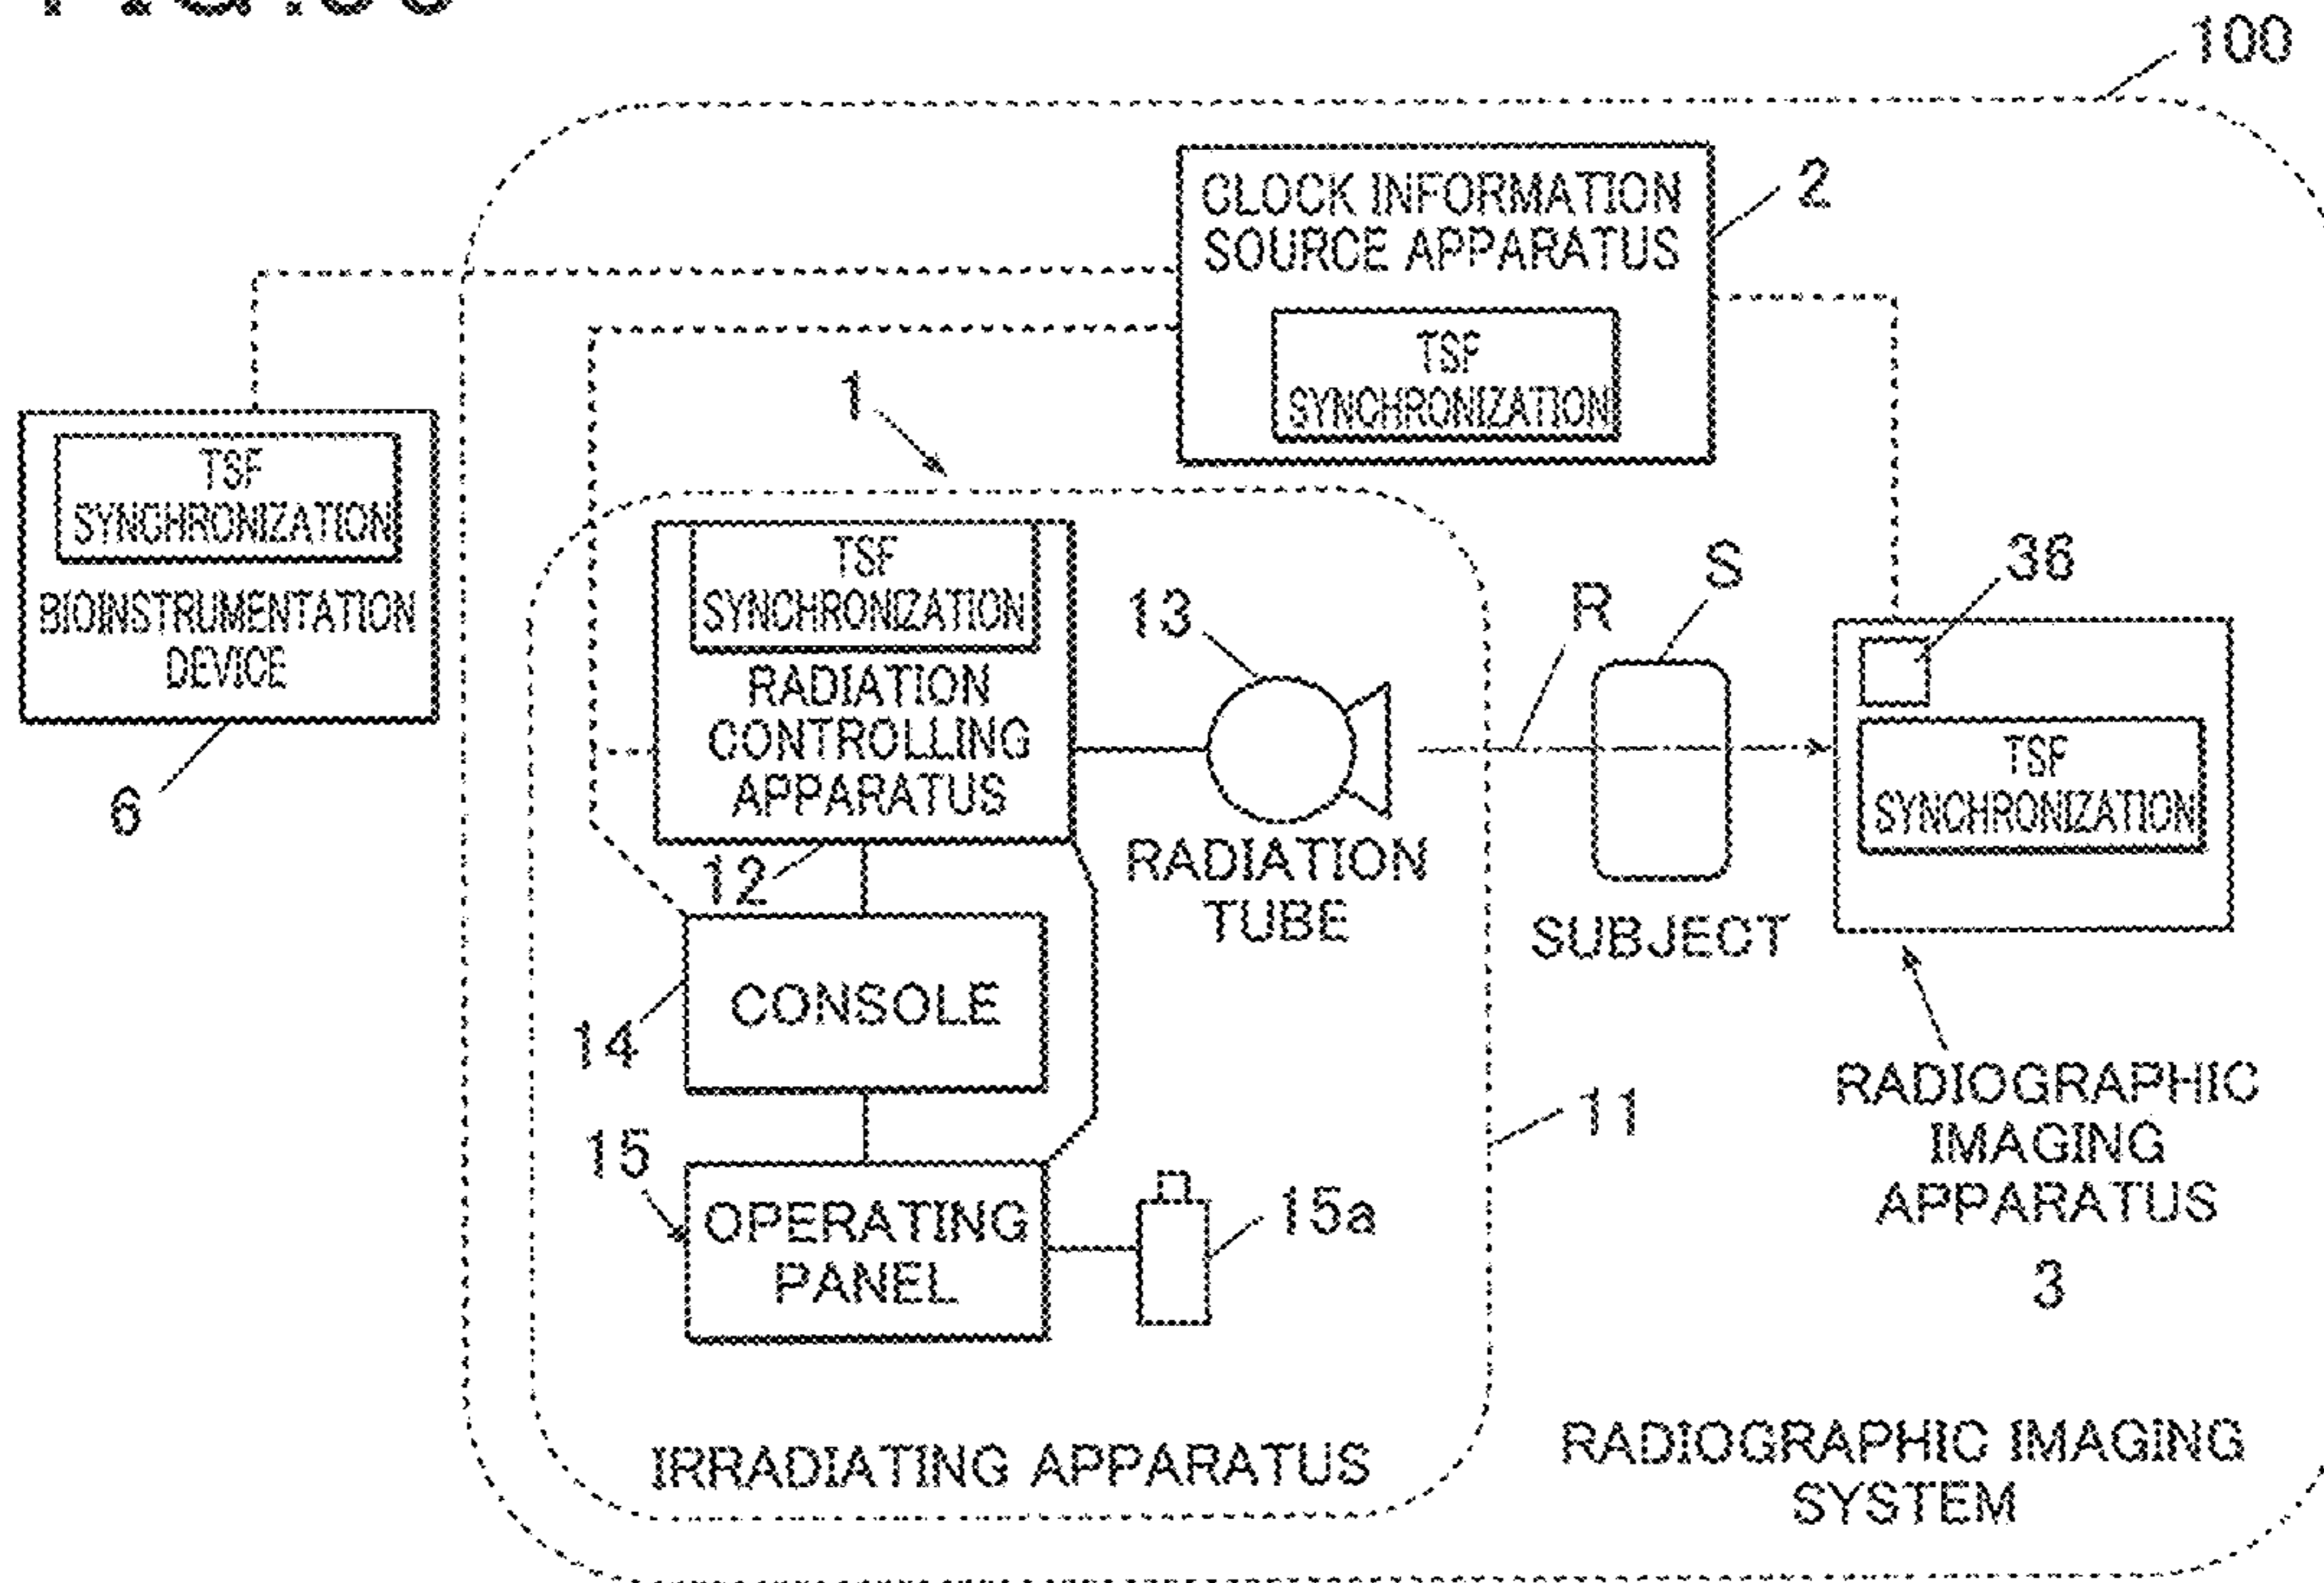 100
CLOCK INFORMATION
SOURCE APPARATUS
2
TSF
SYNCHRONIZATION
1
TSF
SYNCHRONIZATION
BIOINSTRUMENTATION
DEVICE
6
TSF
SYNCHRONIZATION
RADIATION
CONTROLLING
APPARATUS
12
13
RADIATION
TUBE
R
S
SUBJECT
36
TSF
SYNCHRONIZATION
RADIOGRAPHIC
IMAGING
APPARATUS
3
14
CONSOLE
15
OPERATING
PANEL
15a
11
IRRADIATING APPARATUS
RADIOGRAPHIC IMAGING
SYSTEM